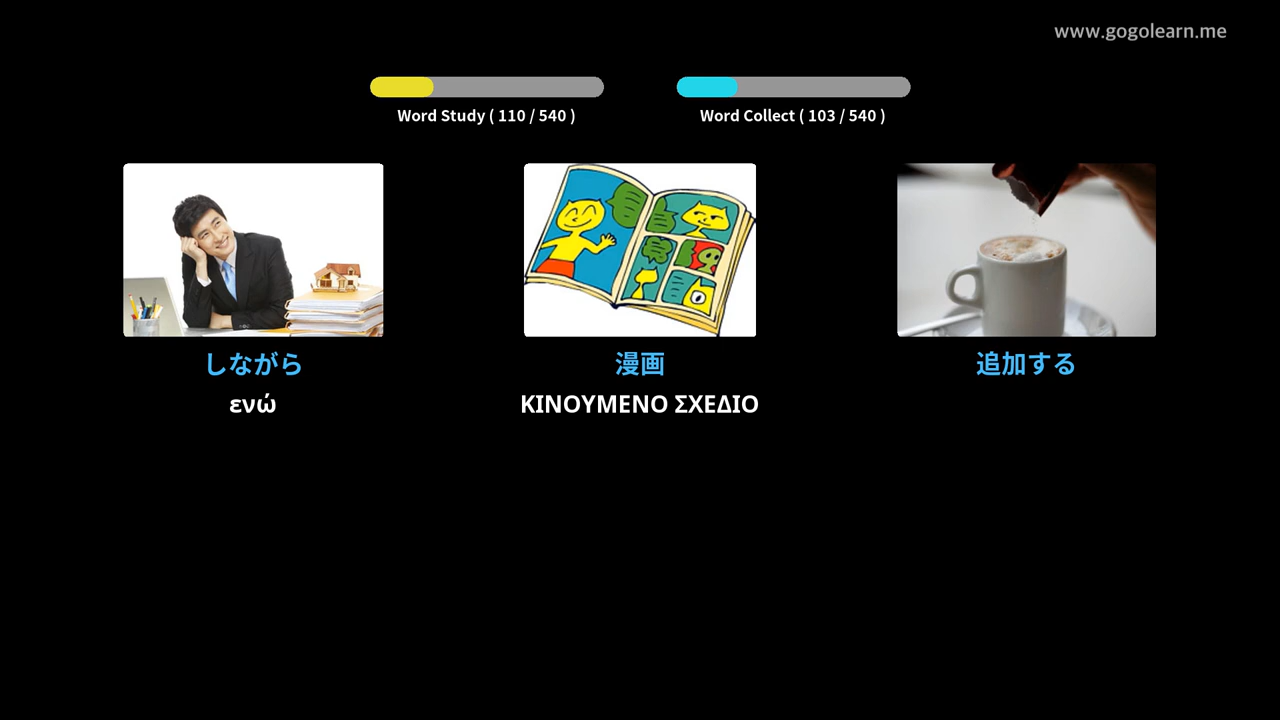 www.gogolearn.me
Word Study ( 110 / 540 )
Word Collect ( 103 / 540 )
しながら
漫画
追加する
ενώ
ΚΙΝΟΥΜΕΝΟ ΣΧΕΔΙΟ